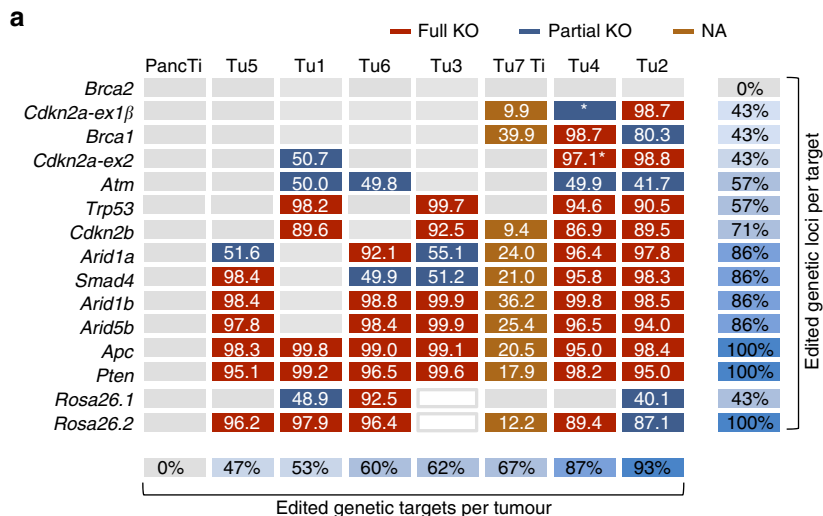 a
Full KO Partial KO NA
PancTi Tu5 Tu1 Tu6 Tu3 Tu7 Ti Tu4 Tu2
Brca2 0%
Cdkn2a-ex1β 9.9 * 98.7 43%
Brca1 39.9 98.7 80.3 43%
Cdkn2a-ex2 50.7 97.1* 98.8 43%
Atm 50.0 49.8 49.9 41.7 57%
Trp53 98.2 99.7 94.6 90.5 57%
Cdkn2b 89.6 92.5 9.4 86.9 89.5 71%
Arid1a 51.6 92.1 55.1 24.0 96.4 97.8 86%
Smad4 98.4 49.9 51.2 21.0 95.8 98.3 86%
Arid1b 98.4 98.8 99.9 36.2 99.8 98.5 86%
Arid5b 97.8 98.4 99.9 25.4 96.5 94.0 86%
Apc 98.3 99.8 99.0 99.1 20.5 95.0 98.4 100%
Pten 95.1 99.2 96.5 99.6 17.9 98.2 95.0 100%
Rosa26.1 48.9 92.5 40.1 43%
Rosa26.2 96.2 97.9 96.4 12.2 89.4 87.1 100%
0% 47% 53% 60% 62% 67% 87% 93%
Edited genetic targets per tumour
Edited genetic loci per target